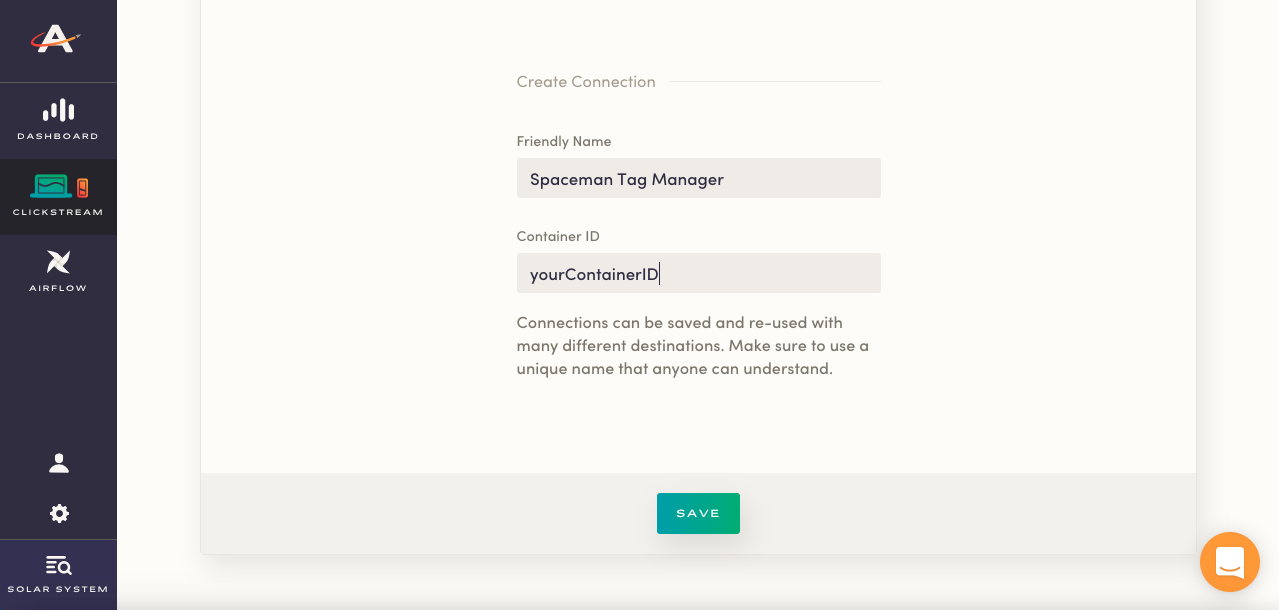 DASHBOARD
CLICKSTREAM
AIRFLOW
SOLAR SYSTEM
Create Connection
Friendly Name
Spaceman Tag Manager
Container ID
yourContainerID
Connections can be saved and re-used with
many different destinations. Make sure to use a
unique name that anyone can understand.
SAVE